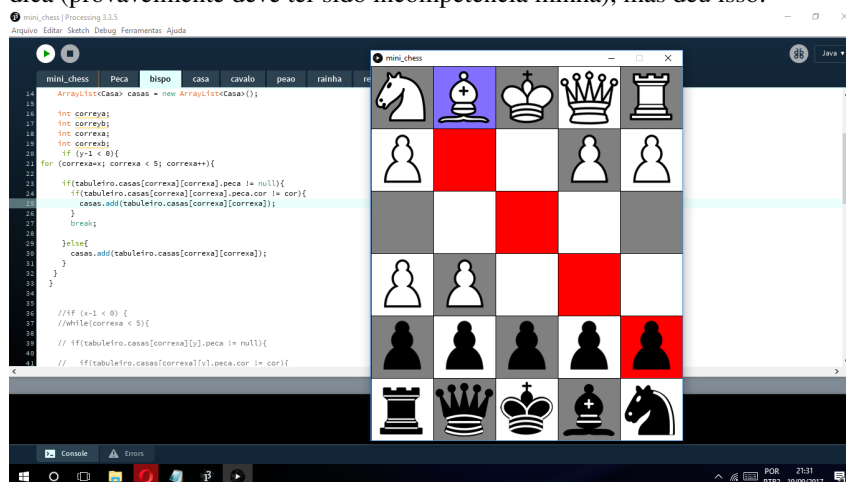 dica (provavelmente deve ter sido incompetência minha), mas deu isso.
mini_chess | Processing 3.3.5
Arquivo Editar Sketch Debug Ferramentas Ajuda
Java
mini_chess Peca bispo casa cavalo peao rainha re
mini_chess
14 ArrayList<Casa> casas = new ArrayList<Casa>();
15
16 int correya;
17 int correyb;
18 int correxa;
19 int correxb;
20 if (y-1 < 0){
21 for (correxa=x; correxa < 5; correxa++){
22
23 if(tabuleiro.casas[correxa][correxa].peca != null){
24 if(tabuleiro.casas[correxa][correxa].peca.cor != cor){
25 casas.add(tabuleiro.casas[correxa][correxa]);
26 }
27 break;
28
29 }else{
30 casas.add(tabuleiro.casas[correxa][correxa]);
31 }
32 }
33 }
34
35
36 //if (x-1 < 0) {
37 //while(correxa < 5){
38
39 // if(tabuleiro.casas[correxa][y].peca != null){
40
41 // if(tabuleiro.casas[correxa][y].peca.cor != cor){
Console Errors
POR 21:31
PTB2 10/09/2017